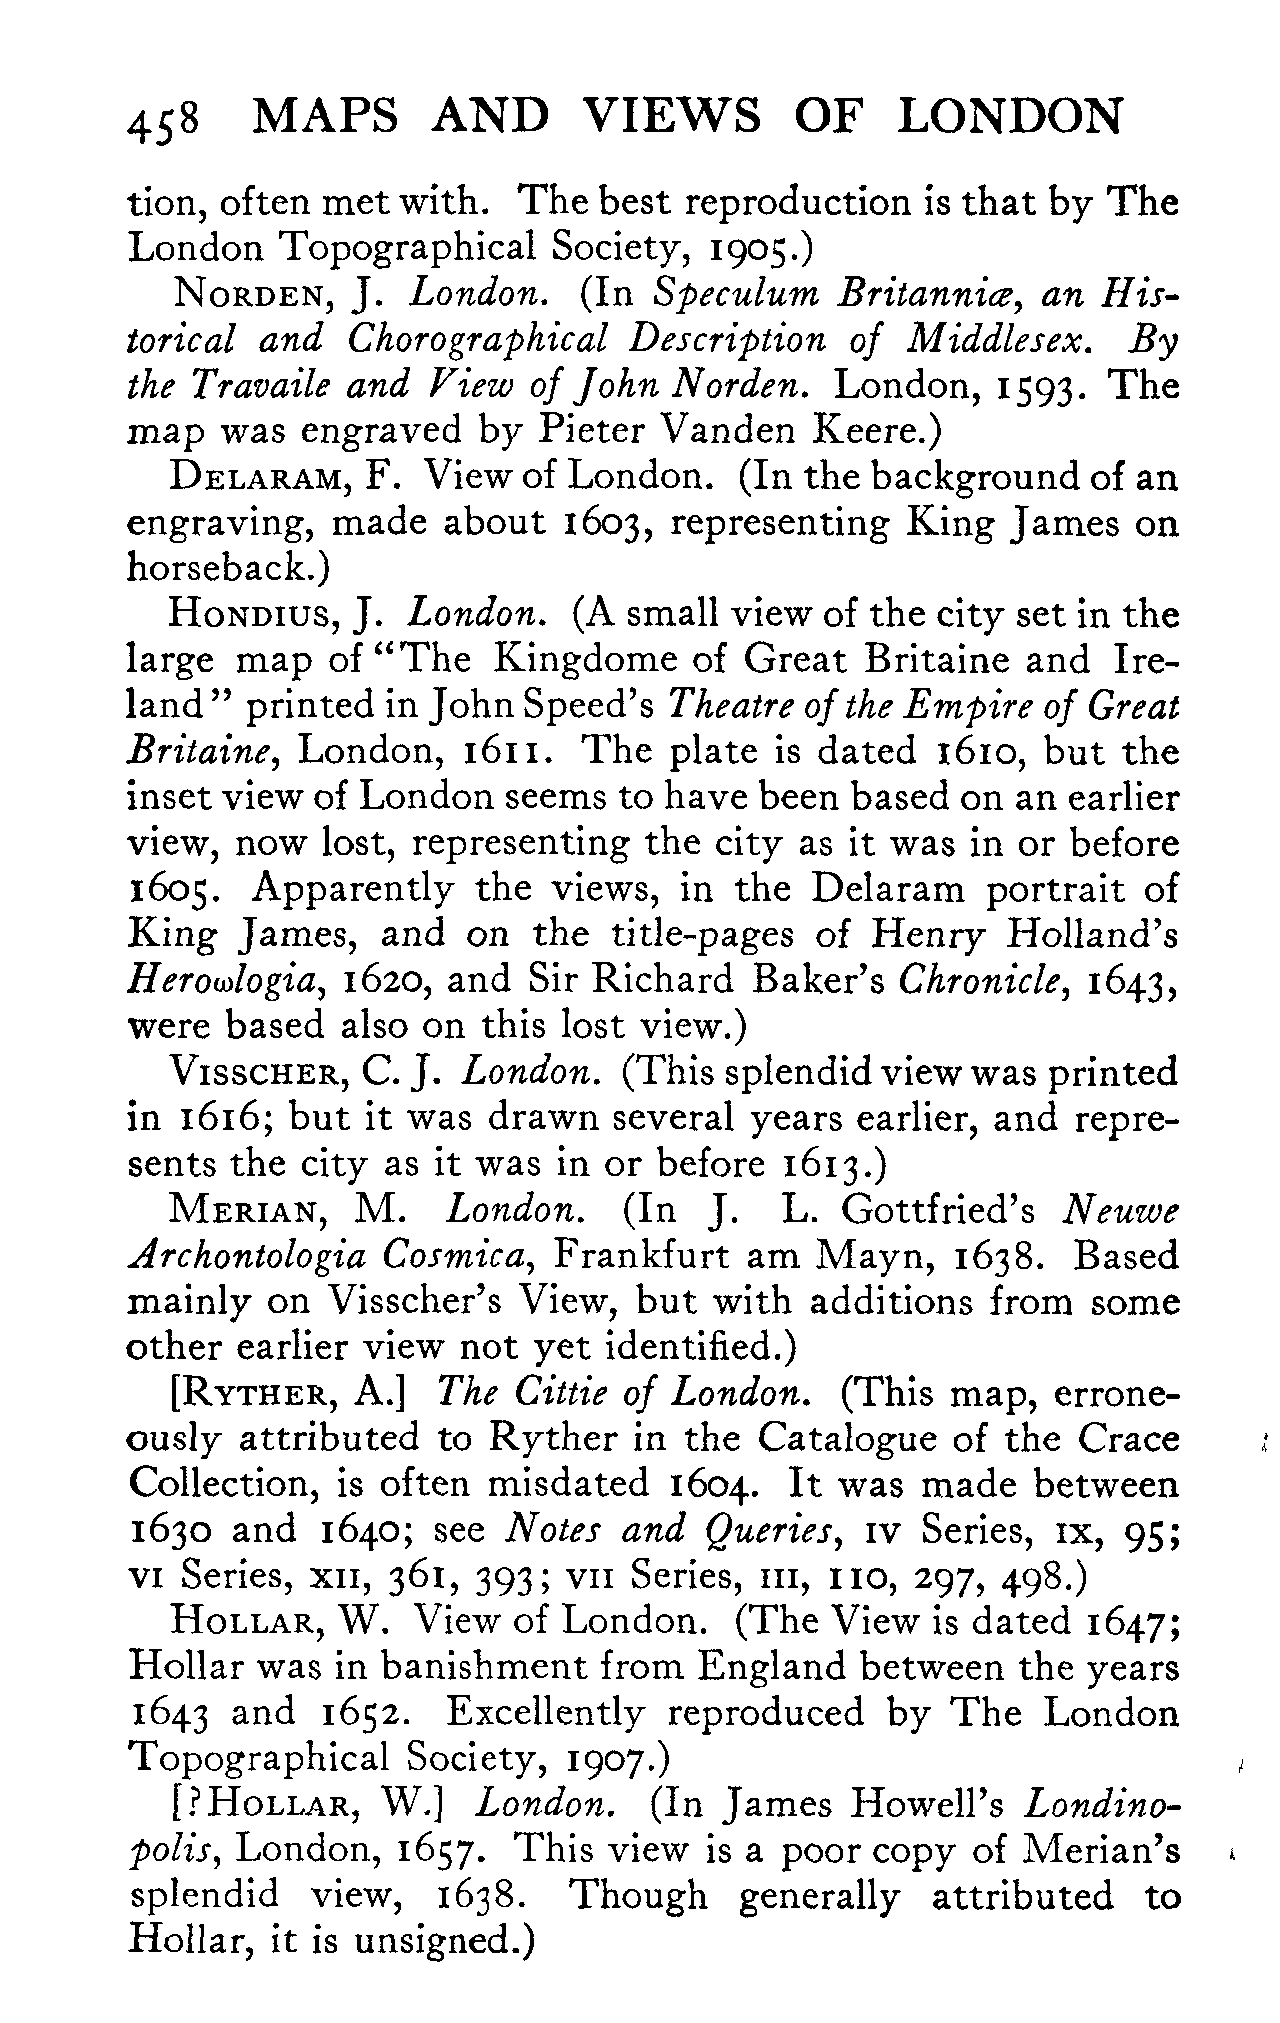 458 MAPS AND VIEWS OF LONDON
tion, often met with. The best reproduction is that by The
London Topographical Society, 1905.)
NORDEN, J. London. (In Speculum Britanniæ, an His-
torical and Chorographical Description of Middlesex. By
the Travaile and View of John Norden. London, 1593. The
map was engraved by Pieter Vanden Keere.)
DELARAM, F. View of London. (In the background of an
engraving, made about 1603, representing King James on
horseback.)
HONDIUS, J. London. (A small view of the city set in the
large map of "The Kingdome of Great Britaine and Ire-
land" printed in John Speed's Theatre of the Empire of Great
Britaine, London, 1611. The plate is dated 1610, but the
inset view of London seems to have been based on an earlier
view, now lost, representing the city as it was in or before
1605. Apparently the views, in the Delaram portrait of
King James, and on the title-pages of Henry Holland's
Heroωlogia, 1620, and Sir Richard Baker's Chronicle, 1643,
were based also on this lost view.)
VISSCHER, C. J. London. (This splendid view was printed
in 1616; but it was drawn several years earlier, and repre-
sents the city as it was in or before 1613.)
MERIAN, M. London. (In J. L. Gottfried's Neuwe
Archontologia Cosmica, Frankfurt am Mayn, 1638. Based
mainly on Visscher's View, but with additions from some
other earlier view not yet identified.)
[RYTHER, A.] The Cittie of London. (This map, errone-
ously attributed to Ryther in the Catalogue of the Crace
Collection, is often misdated 1604. It was made between
1630 and 1640; see Notes and Queries, IV Series, IX, 95;
VI Series, XII, 361, 393; VII Series, III, 110, 297, 498.)
HOLLAR, W. View of London. (The View is dated 1647;
Hollar was in banishment from England between the years
1643 and 1652. Excellently reproduced by The London
Topographical Society, 1907.)
[?HOLLAR, W.] London. (In James Howell's Londino-
polis, London, 1657. This view is a poor copy of Merian's
splendid view, 1638. Though generally attributed to
Hollar, it is unsigned.)